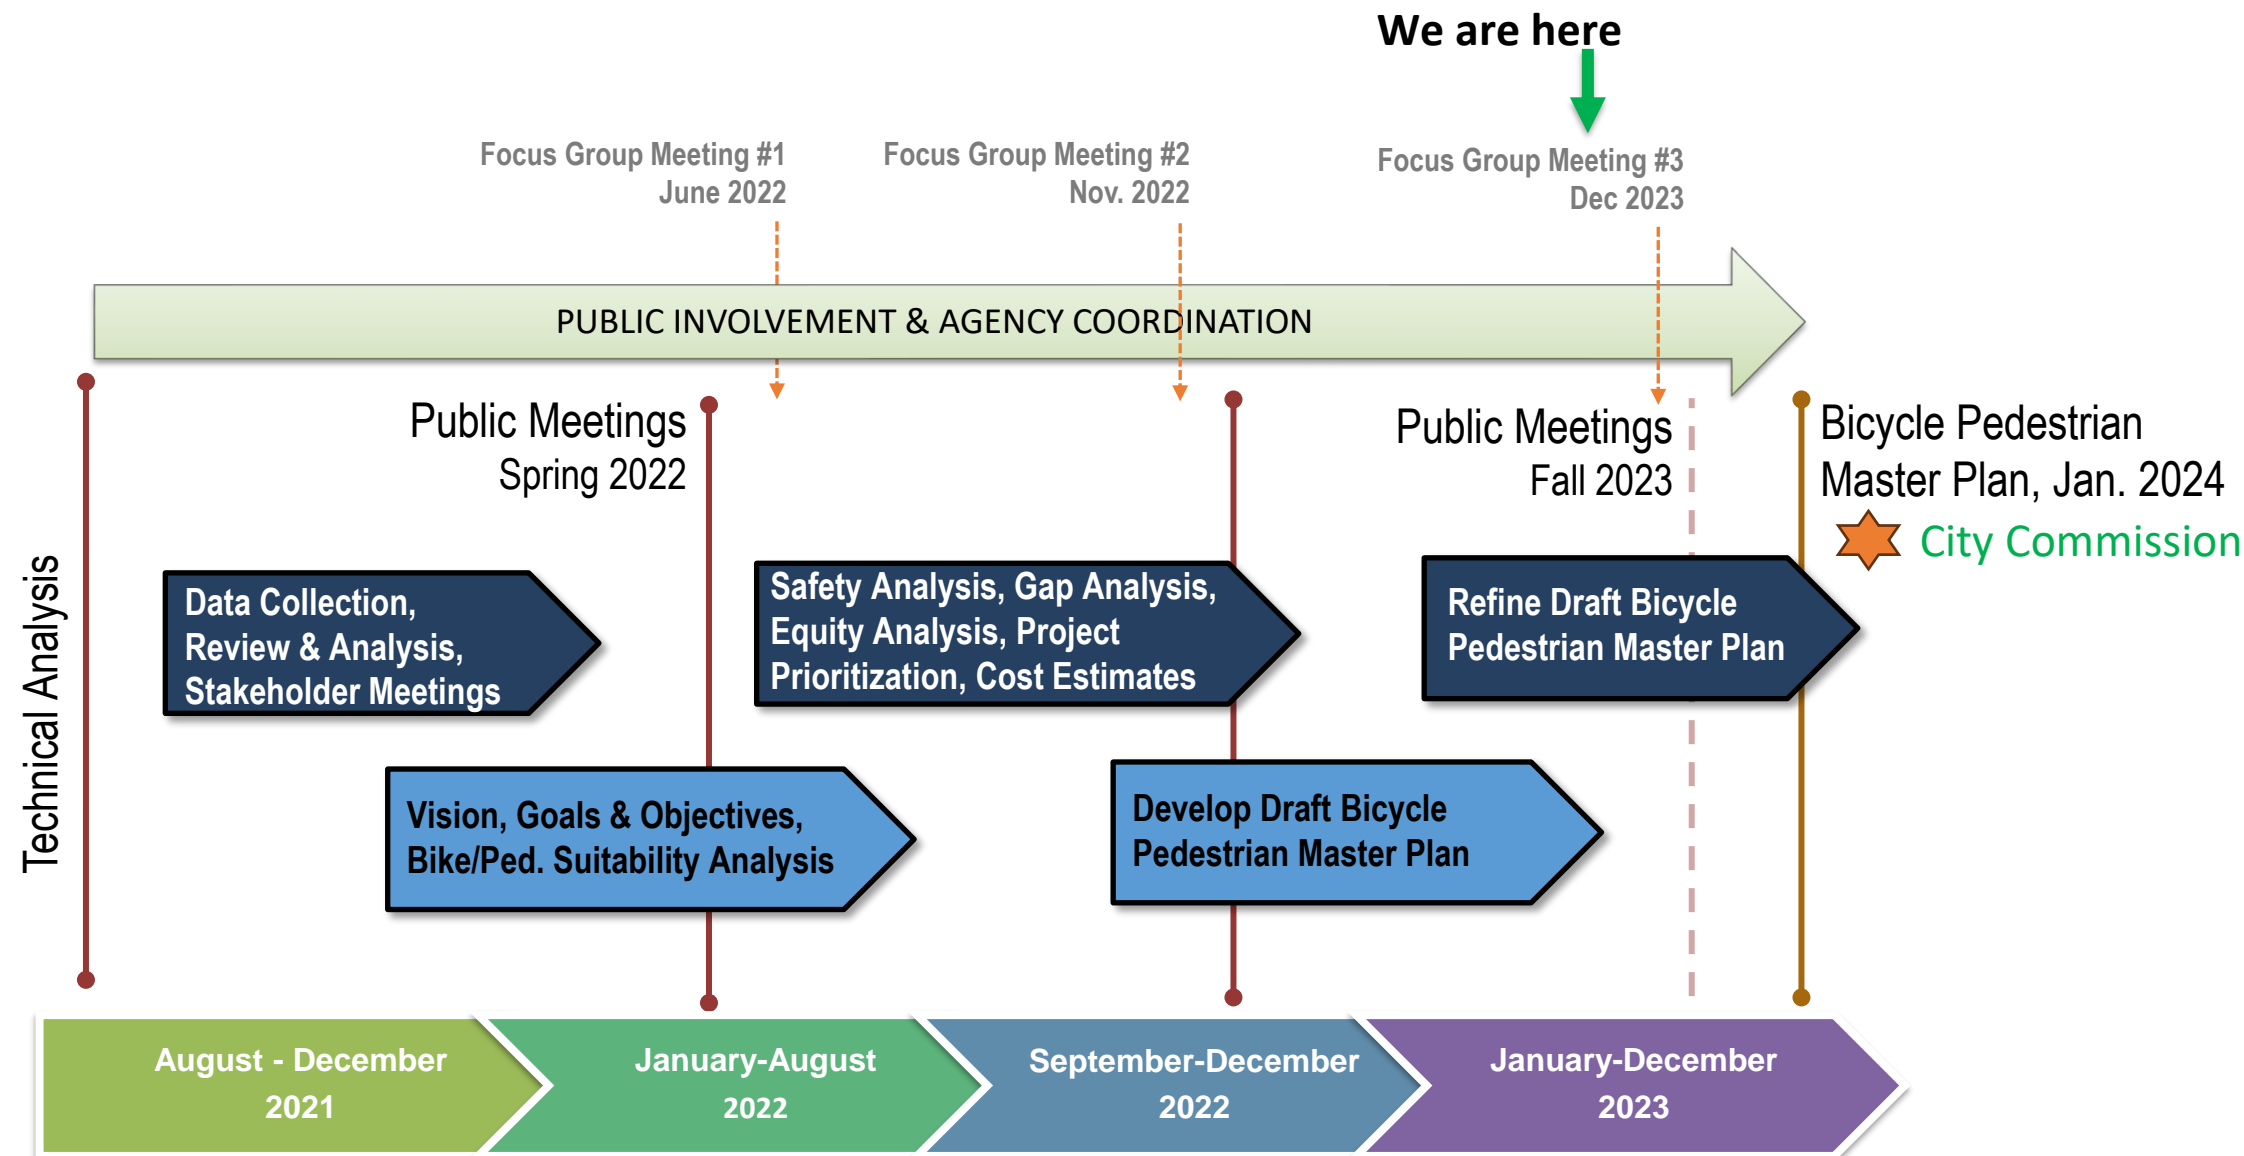 We are here
Focus Group Meeting #1
June 2022
Focus Group Meeting #2
Nov. 2022
Focus Group Meeting #3
Dec 2023
PUBLIC INVOLVEMENT & AGENCY COORDINATION
Technical Analysis
Public Meetings
Spring 2022
Public Meetings
Fall 2023
Bicycle Pedestrian
Master Plan, Jan. 2024
City Commission
Data Collection,
Review & Analysis,
Stakeholder Meetings
Safety Analysis, Gap Analysis,
Equity Analysis, Project
Prioritization, Cost Estimates
Refine Draft Bicycle
Pedestrian Master Plan
Vision, Goals & Objectives,
Bike/Ped. Suitability Analysis
Develop Draft Bicycle
Pedestrian Master Plan
August - December
2021
January-August
2022
September-December
2022
January-December
2023